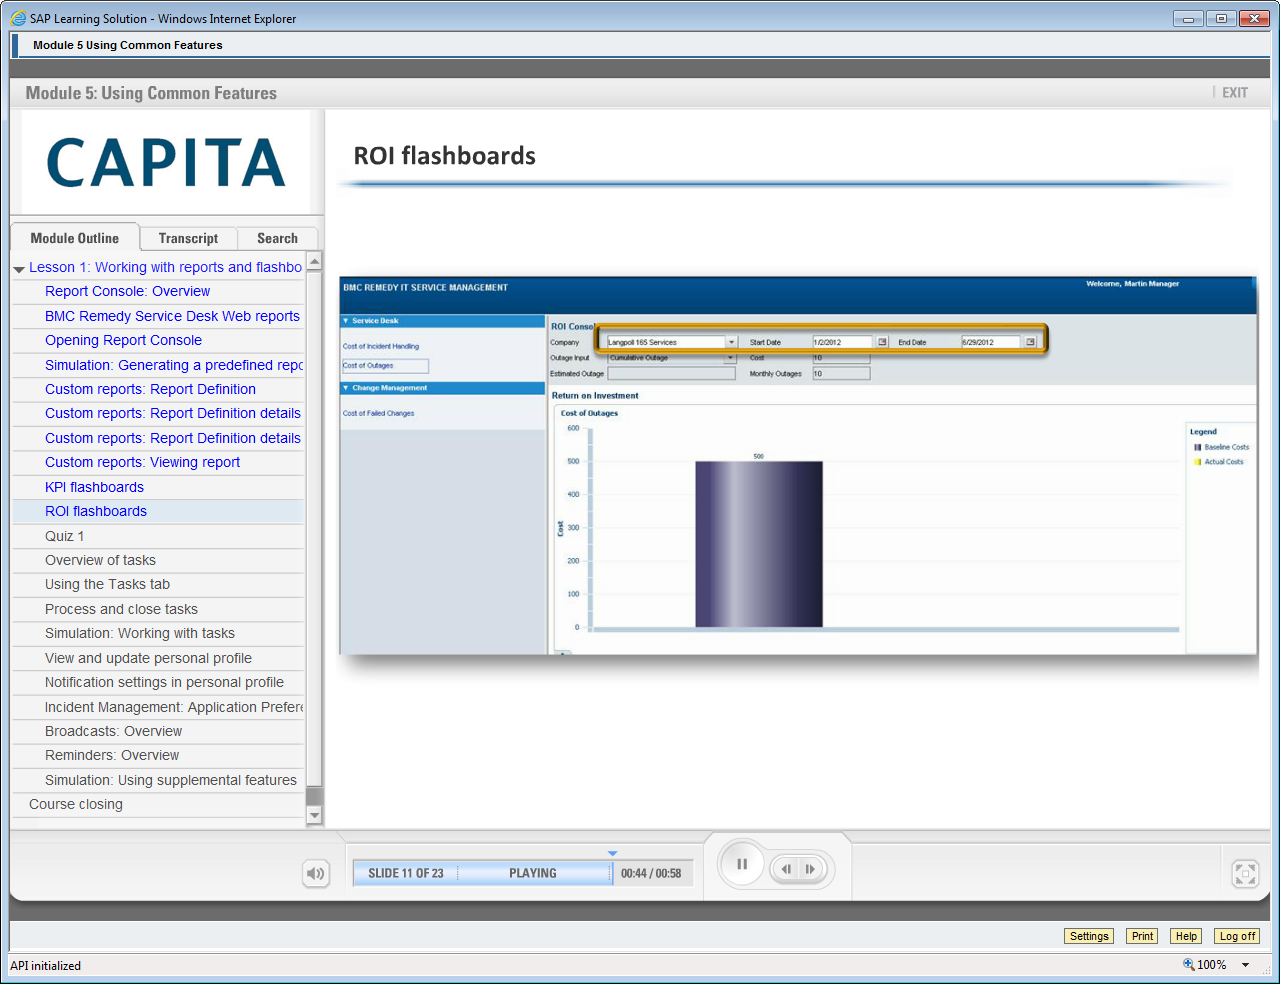 SAP Learning Solution - Windows Internet Explorer
Module 5 Using Common Features
Module 5: Using Common Features
EXIT
CAPITA
ROI flashboards
Module Outline
Transcript
Search
Lesson 1: Working with reports and flashbo
Report Console: Overview
BMC Remedy Service Desk Web reports
Opening Report Console
Simulation: Generating a predefined repo
Custom reports: Report Definition
Custom reports: Report Definition details
Custom reports: Report Definition details
Custom reports: Viewing report
KPI flashboards
ROI flashboards
Quiz 1
Overview of tasks
Using the Tasks tab
Process and close tasks
Simulation: Working with tasks
View and update personal profile
Notification settings in personal profile
Incident Management: Application Prefere
Broadcasts: Overview
Reminders: Overview
Simulation: Using supplemental features
Course closing
BMC REMEDY IT SERVICE MANAGEMENT
Welcome, Martin Manager
Service Desk
Cost of Incident Handling
Cost of Outages
Change Management
Cost of Failed Changes
ROI Consol
Company Langpoll 165 Services Start Date 1/2/2012 End Date 6/29/2012
Outage Input Cumulative Outage Cost 10
Estimated Outage Monthly Outages 10
Return on Investment
Cost of Outages
600
500
400
300
200
100
0
Cost
500
Legend
Baseline Costs
Actual Costs
SLIDE 11 OF 23
PLAYING
00:44 / 00:58
Settings
Print
Help
Log off
API initialized
100%